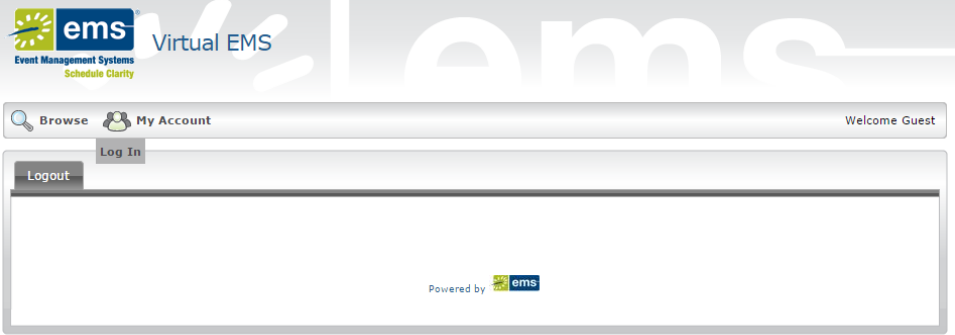 ems
Virtual EMS
Event Management Systems
Schedule Clarity
ems
Browse My Account Welcome Guest
Log In
Logout
Powered by ems